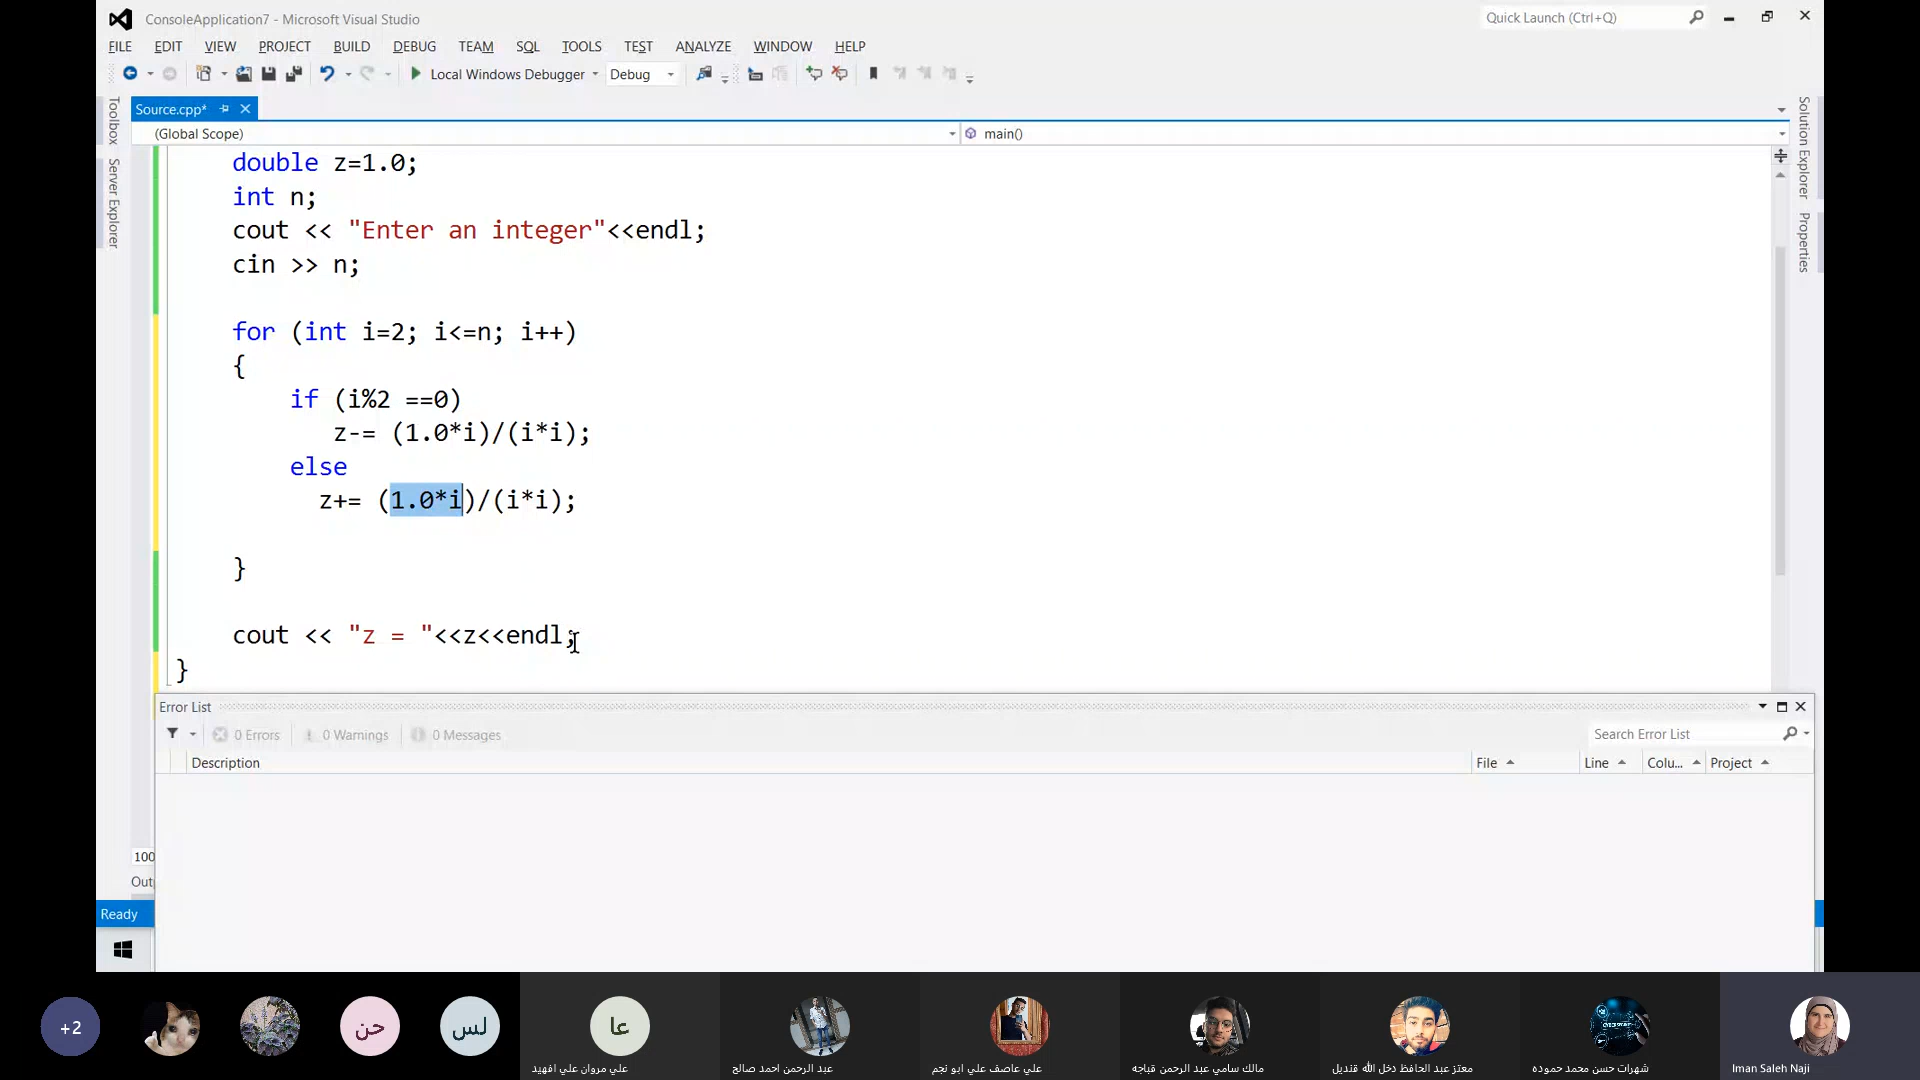 ConsoleApplication7 - Microsoft Visual Studio
Quick Launch (Ctrl+Q)
FILE EDIT VIEW PROJECT BUILD DEBUG TEAM SQL TOOLS TEST ANALYZE WINDOW HELP
Local Windows Debugger Debug
Toolbox
Server Explorer
Solution Explorer
Properties
Source.cpp*
(Global Scope) main()
double z=1.0;
int n;
cout << "Enter an integer"<<endl;
cin >> n;
for (int i=2; i<=n; i++)
{
if (i%2 ==0)
z-= (1.0*i)/(i*i);
else
z+= (1.0*i)/(i*i);
}
cout << "z = "<<z<<endl;
}
Error List
0 Errors 0 Warnings 0 Messages Search Error List
Description File Line Colu... Project
100
Out
Ready
+2
حن
لس
عا
علي مروان علي افهيد
عبد الرحمن احمد صالح
علي عاصف علي ابو نجم
مالك سامي عبد الرحمن قباجه
معتز عبد الحافظ دخل الله قنديل
شهرات حسن محمد حموده
Iman Saleh Naji